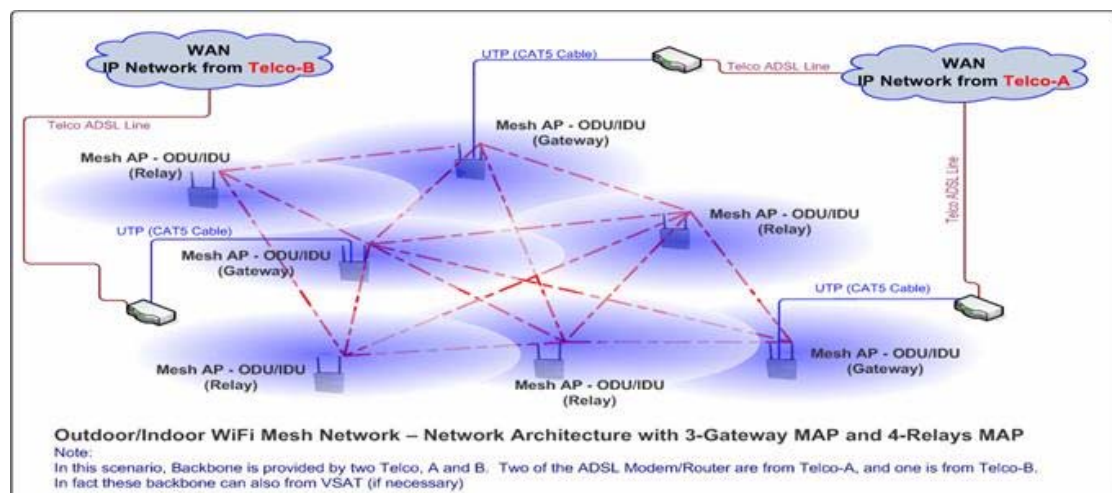 WAN
IP Network from Telco-B
UTP (CAT5 Cable)
Telco ADSL Line
WAN
IP Network from Telco-A
Telco ADSL Line
Mesh AP - ODU/IDU
(Gateway)
Mesh AP - ODU/IDU
(Relay)
Telco ADSL Line
Mesh AP - ODU/IDU
(Relay)
UTP (CAT5 Cable)
Mesh AP - ODU/IDU
(Gateway)
UTP (CAT5 Cable)
Mesh AP - ODU/IDU
(Relay)
Mesh AP - ODU/IDU
(Relay)
Mesh AP - ODU/IDU
(Gateway)
Outdoor/Indoor WiFi Mesh Network – Network Architecture with 3-Gateway MAP and 4-Relays MAP
Note:
In this scenario, Backbone is provided by two Telco, A and B. Two of the ADSL Modem/Router are from Telco-A, and one is from Telco-B.
In fact these backbone can also from VSAT (if necessary)